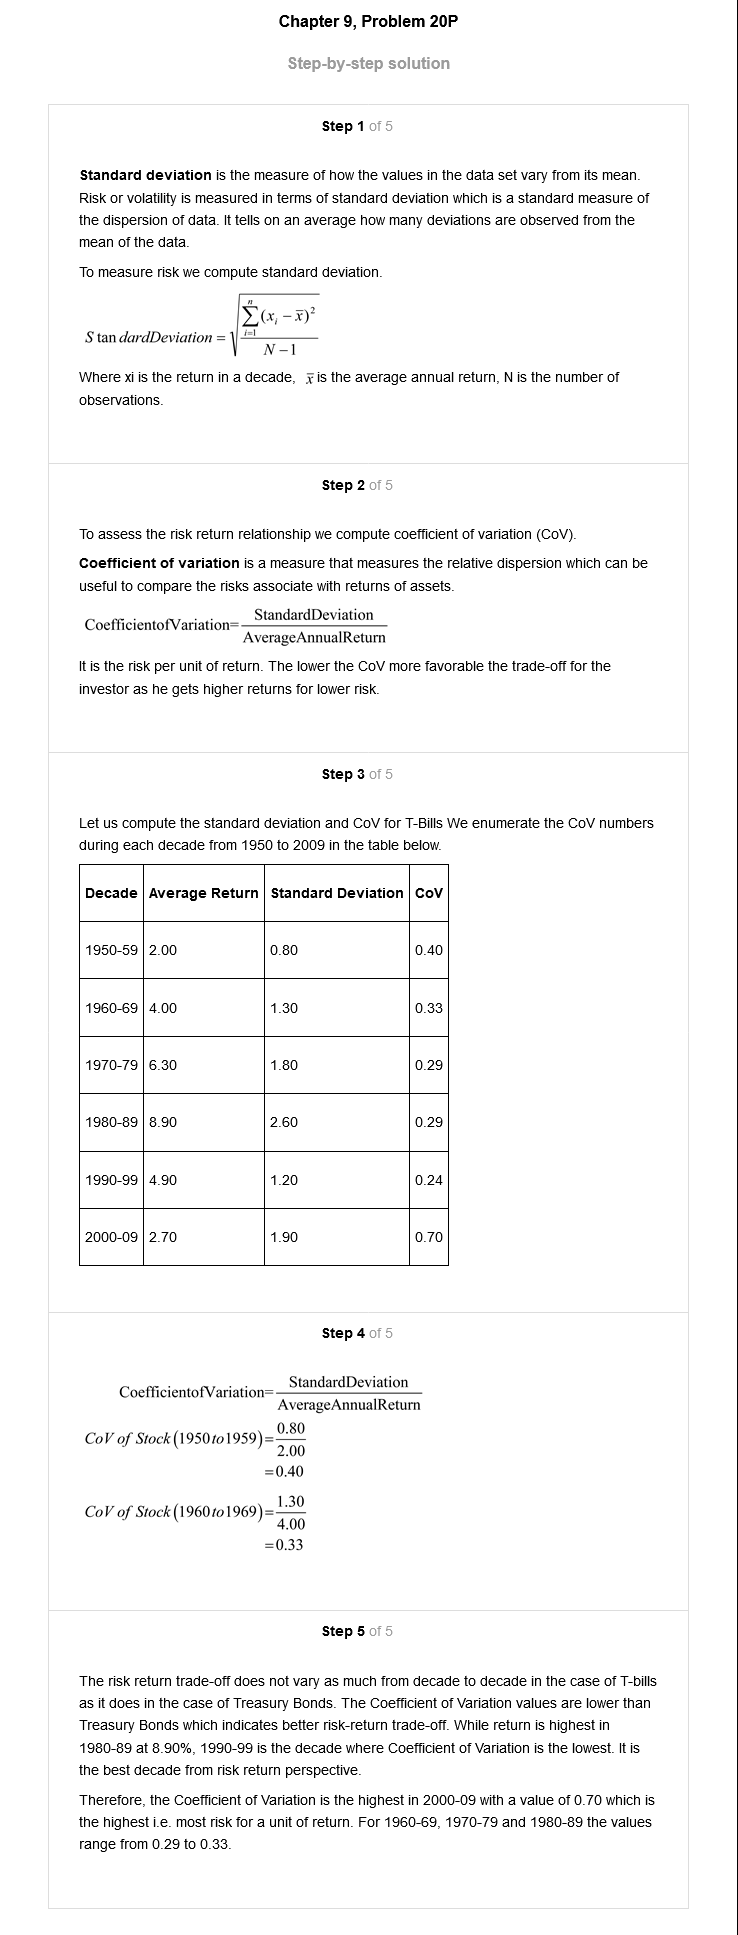 Chapter 9, Problem 20P
Step-by-step solution
Step 1 of 5
Standard deviation is the measure of how the values in the data set vary from its mean.
Risk or volatility is measured in terms of standard deviation which is a standard measure of
the dispersion of data. It tells on an average how many deviations are observed from the
mean of the data.
To measure risk we compute standard deviation.
S tan dardDeviation = √(∑_{i=1}^{n} (x_i − x̄)² / N − 1)
Where xi is the return in a decade, x̄ is the average annual return, N is the number of
observations.
Step 2 of 5
To assess the risk return relationship we compute coefficient of variation (CoV).
Coefficient of variation is a measure that measures the relative dispersion which can be
useful to compare the risks associate with returns of assets.
CoefficientofVariation= StandardDeviation / AverageAnnualReturn
It is the risk per unit of return. The lower the CoV more favorable the trade-off for the
investor as he gets higher returns for lower risk.
Step 3 of 5
Let us compute the standard deviation and CoV for T-Bills We enumerate the CoV numbers
during each decade from 1950 to 2009 in the table below.
Decade Average Return Standard Deviation CoV
1950-59 2.00 0.80 0.40
1960-69 4.00 1.30 0.33
1970-79 6.30 1.80 0.29
1980-89 8.90 2.60 0.29
1990-99 4.90 1.20 0.24
2000-09 2.70 1.90 0.70
Step 4 of 5
CoefficientofVariation= StandardDeviation / AverageAnnualReturn
CoV of Stock (1950 to 1959)= 0.80 / 2.00
=0.40
CoV of Stock (1960 to 1969)= 1.30 / 4.00
=0.33
Step 5 of 5
The risk return trade-off does not vary as much from decade to decade in the case of T-bills
as it does in the case of Treasury Bonds. The Coefficient of Variation values are lower than
Treasury Bonds which indicates better risk-return trade-off. While return is highest in
1980-89 at 8.90%, 1990-99 is the decade where Coefficient of Variation is the lowest. It is
the best decade from risk return perspective.
Therefore, the Coefficient of Variation is the highest in 2000-09 with a value of 0.70 which is
the highest i.e. most risk for a unit of return. For 1960-69, 1970-79 and 1980-89 the values
range from 0.29 to 0.33.